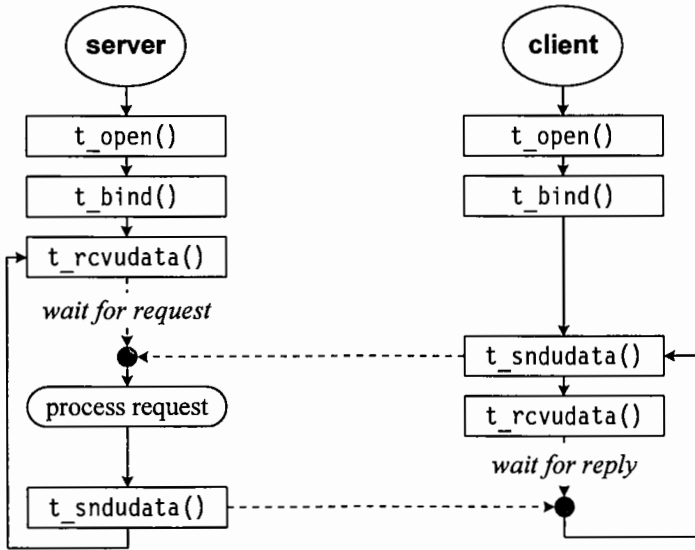 server
t_open()
t_bind()
t_rcvudata()
wait for request
process request
t_sndudata()
client
t_open()
t_bind()
t_sndudata()
t_rcvudata()
wait for reply